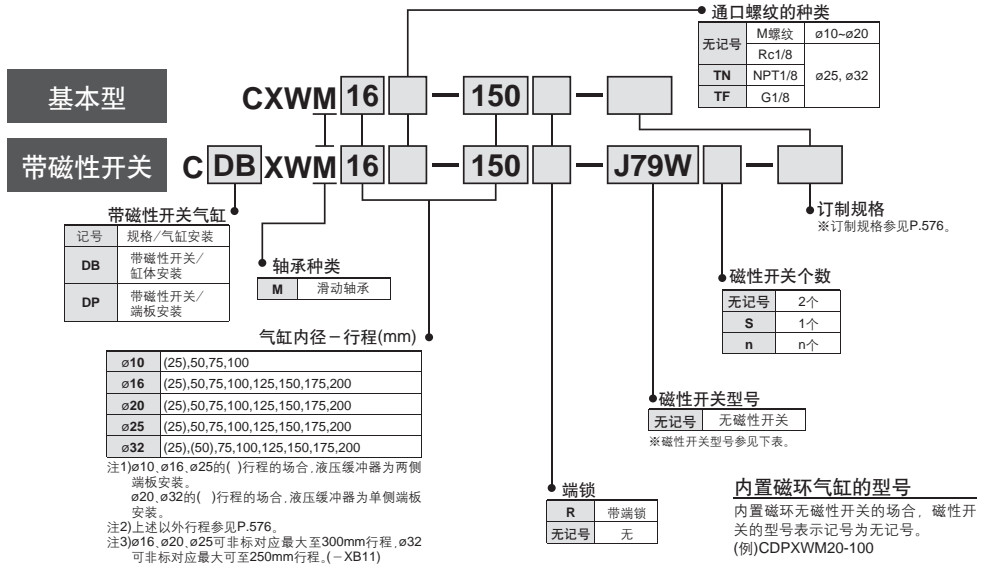 通口螺纹的种类
无记号 M螺纹 ø10~ø20
Rc1/8 ø25, ø32
TN NPT1/8
TF G1/8
基本型 CXWM 16 — 150 —
带磁性开关 C DB XWM 16 — 150 — J79W —
带磁性开关气缸
记号 规格/气缸安装
DB 带磁性开关/
缸体安装
DP 带磁性开关/
端板安装
轴承种类
M 滑动轴承
订制规格
※订制规格参见P.576。
磁性开关个数
无记号 2个
S 1个
n n个
气缸内径－行程(mm)
ø10 (25),50,75,100
ø16 (25),50,75,100,125,150,175,200
ø20 (25),50,75,100,125,150,175,200
ø25 (25),50,75,100,125,150,175,200
ø32 (25),(50),75,100,125,150,175,200
注1)ø10、ø16、ø25的( )行程的场合,液压缓冲器为两侧
端板安装。
ø20、ø32的( )行程的场合,液压缓冲器为单侧端板
安装。
注2)上述以外行程参见P.576。
注3)ø16、ø20、ø25可非标对应最大至300mm行程,ø32
可非标对应最大可至250mm行程。(－XB11)
磁性开关型号
无记号 无磁性开关
※磁性开关型号参见下表。
端锁
R 带端锁
无记号 无
内置磁环气缸的型号
内置磁环无磁性开关的场合，磁性开
关的型号表示记号为无记号。
(例)CDPXWM20-100